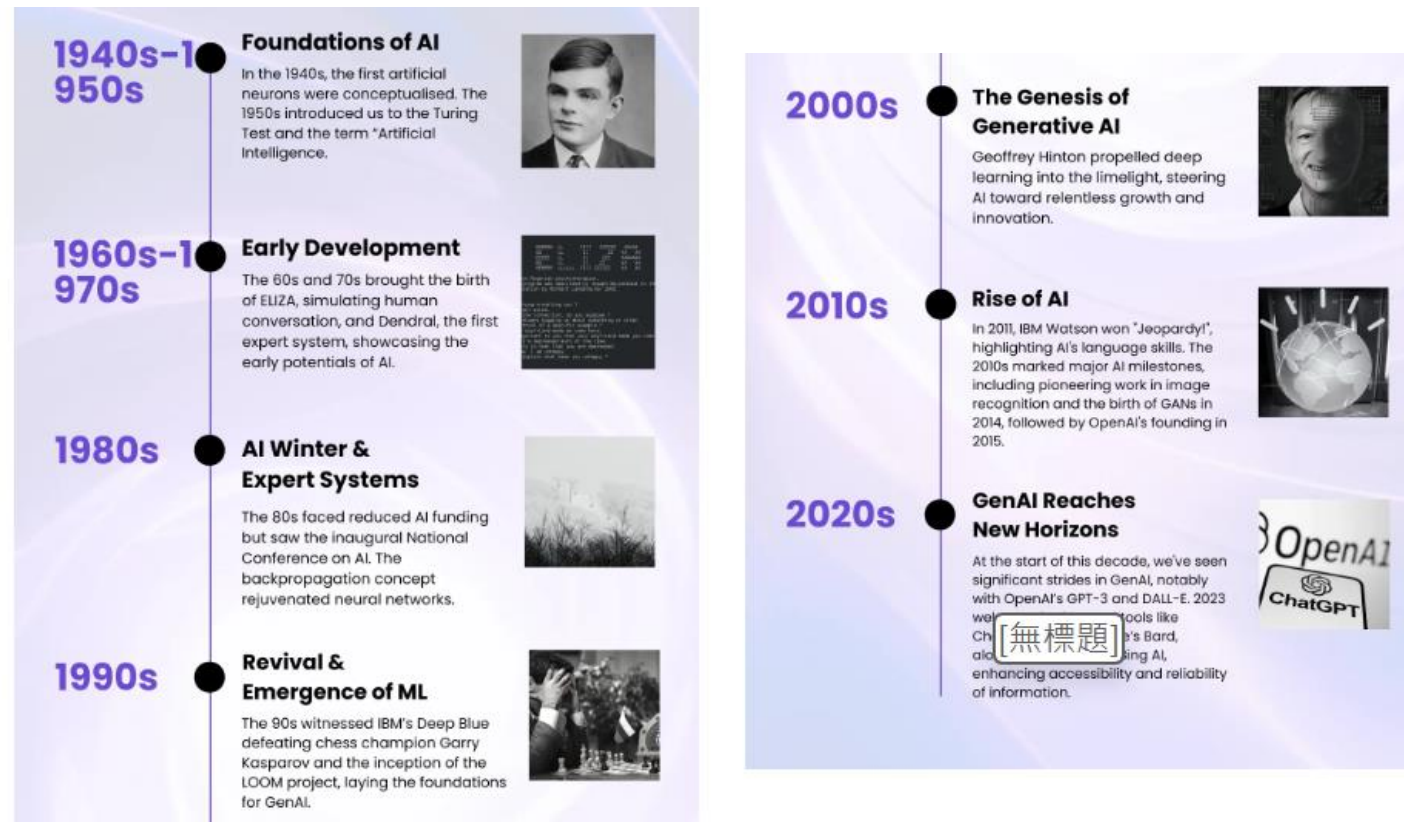 1940s-1
950s
Foundations of AI
In the 1940s, the first artificial
neurons were conceptualised. The
1950s introduced us to the Turing
Test and the term "Artificial
Intelligence.
1960s-1
970s
Early Development
The 60s and 70s brought the birth
of ELIZA, simulating human
conversation, and Dendral, the first
expert system, showcasing the
early potentials of AI.
1980s
AI Winter &
Expert Systems
The 80s faced reduced AI funding
but saw the inaugural National
Conference on AI. The
backpropagation concept
rejuvenated neural networks.
1990s
Revival &
Emergence of ML
The 90s witnessed IBM's Deep Blue
defeating chess champion Garry
Kasparov and the inception of the
LOOM project, laying the foundations
for GenAI.
2000s
The Genesis of
Generative AI
Geoffrey Hinton propelled deep
learning into the limelight, steering
AI toward relentless growth and
innovation.
2010s
Rise of AI
In 2011, IBM Watson won "Jeopardy!",
highlighting AI's language skills. The
2010s marked major AI milestones,
including pioneering work in image
recognition and the birth of GANs in
2014, followed by OpenAI's founding in
2015.
2020s
GenAI Reaches
New Horizons
At the start of this decade, we've seen
significant strides in GenAI, notably
with OpenAI's GPT-3 and DALL-E. 2023
like
Bard,
AI,
enhancing accessibility and reliability
of information.
[無標題]
OpenAI
ChatGPT